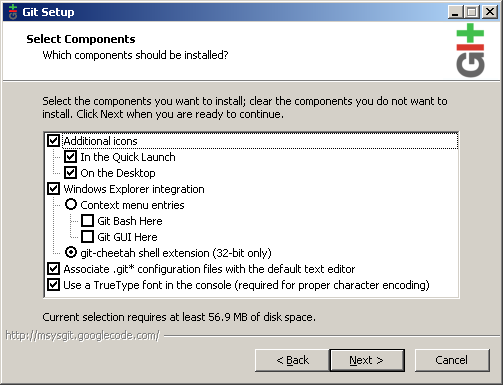 Git Setup
Select Components
Which components should be installed?
Git
Select the components you want to install; clear the components you do not want to
install. Click Next when you are ready to continue.
Additional icons
In the Quick Launch
On the Desktop
Windows Explorer integration
Context menu entries
Git Bash Here
Git GUI Here
git-cheetah shell extension (32-bit only)
Associate .git* configuration files with the default text editor
Use a TrueType font in the console (required for proper character encoding)
Current selection requires at least 56.9 MB of disk space.
http://msysgit.googlecode.com/
< Back
Next >
Cancel